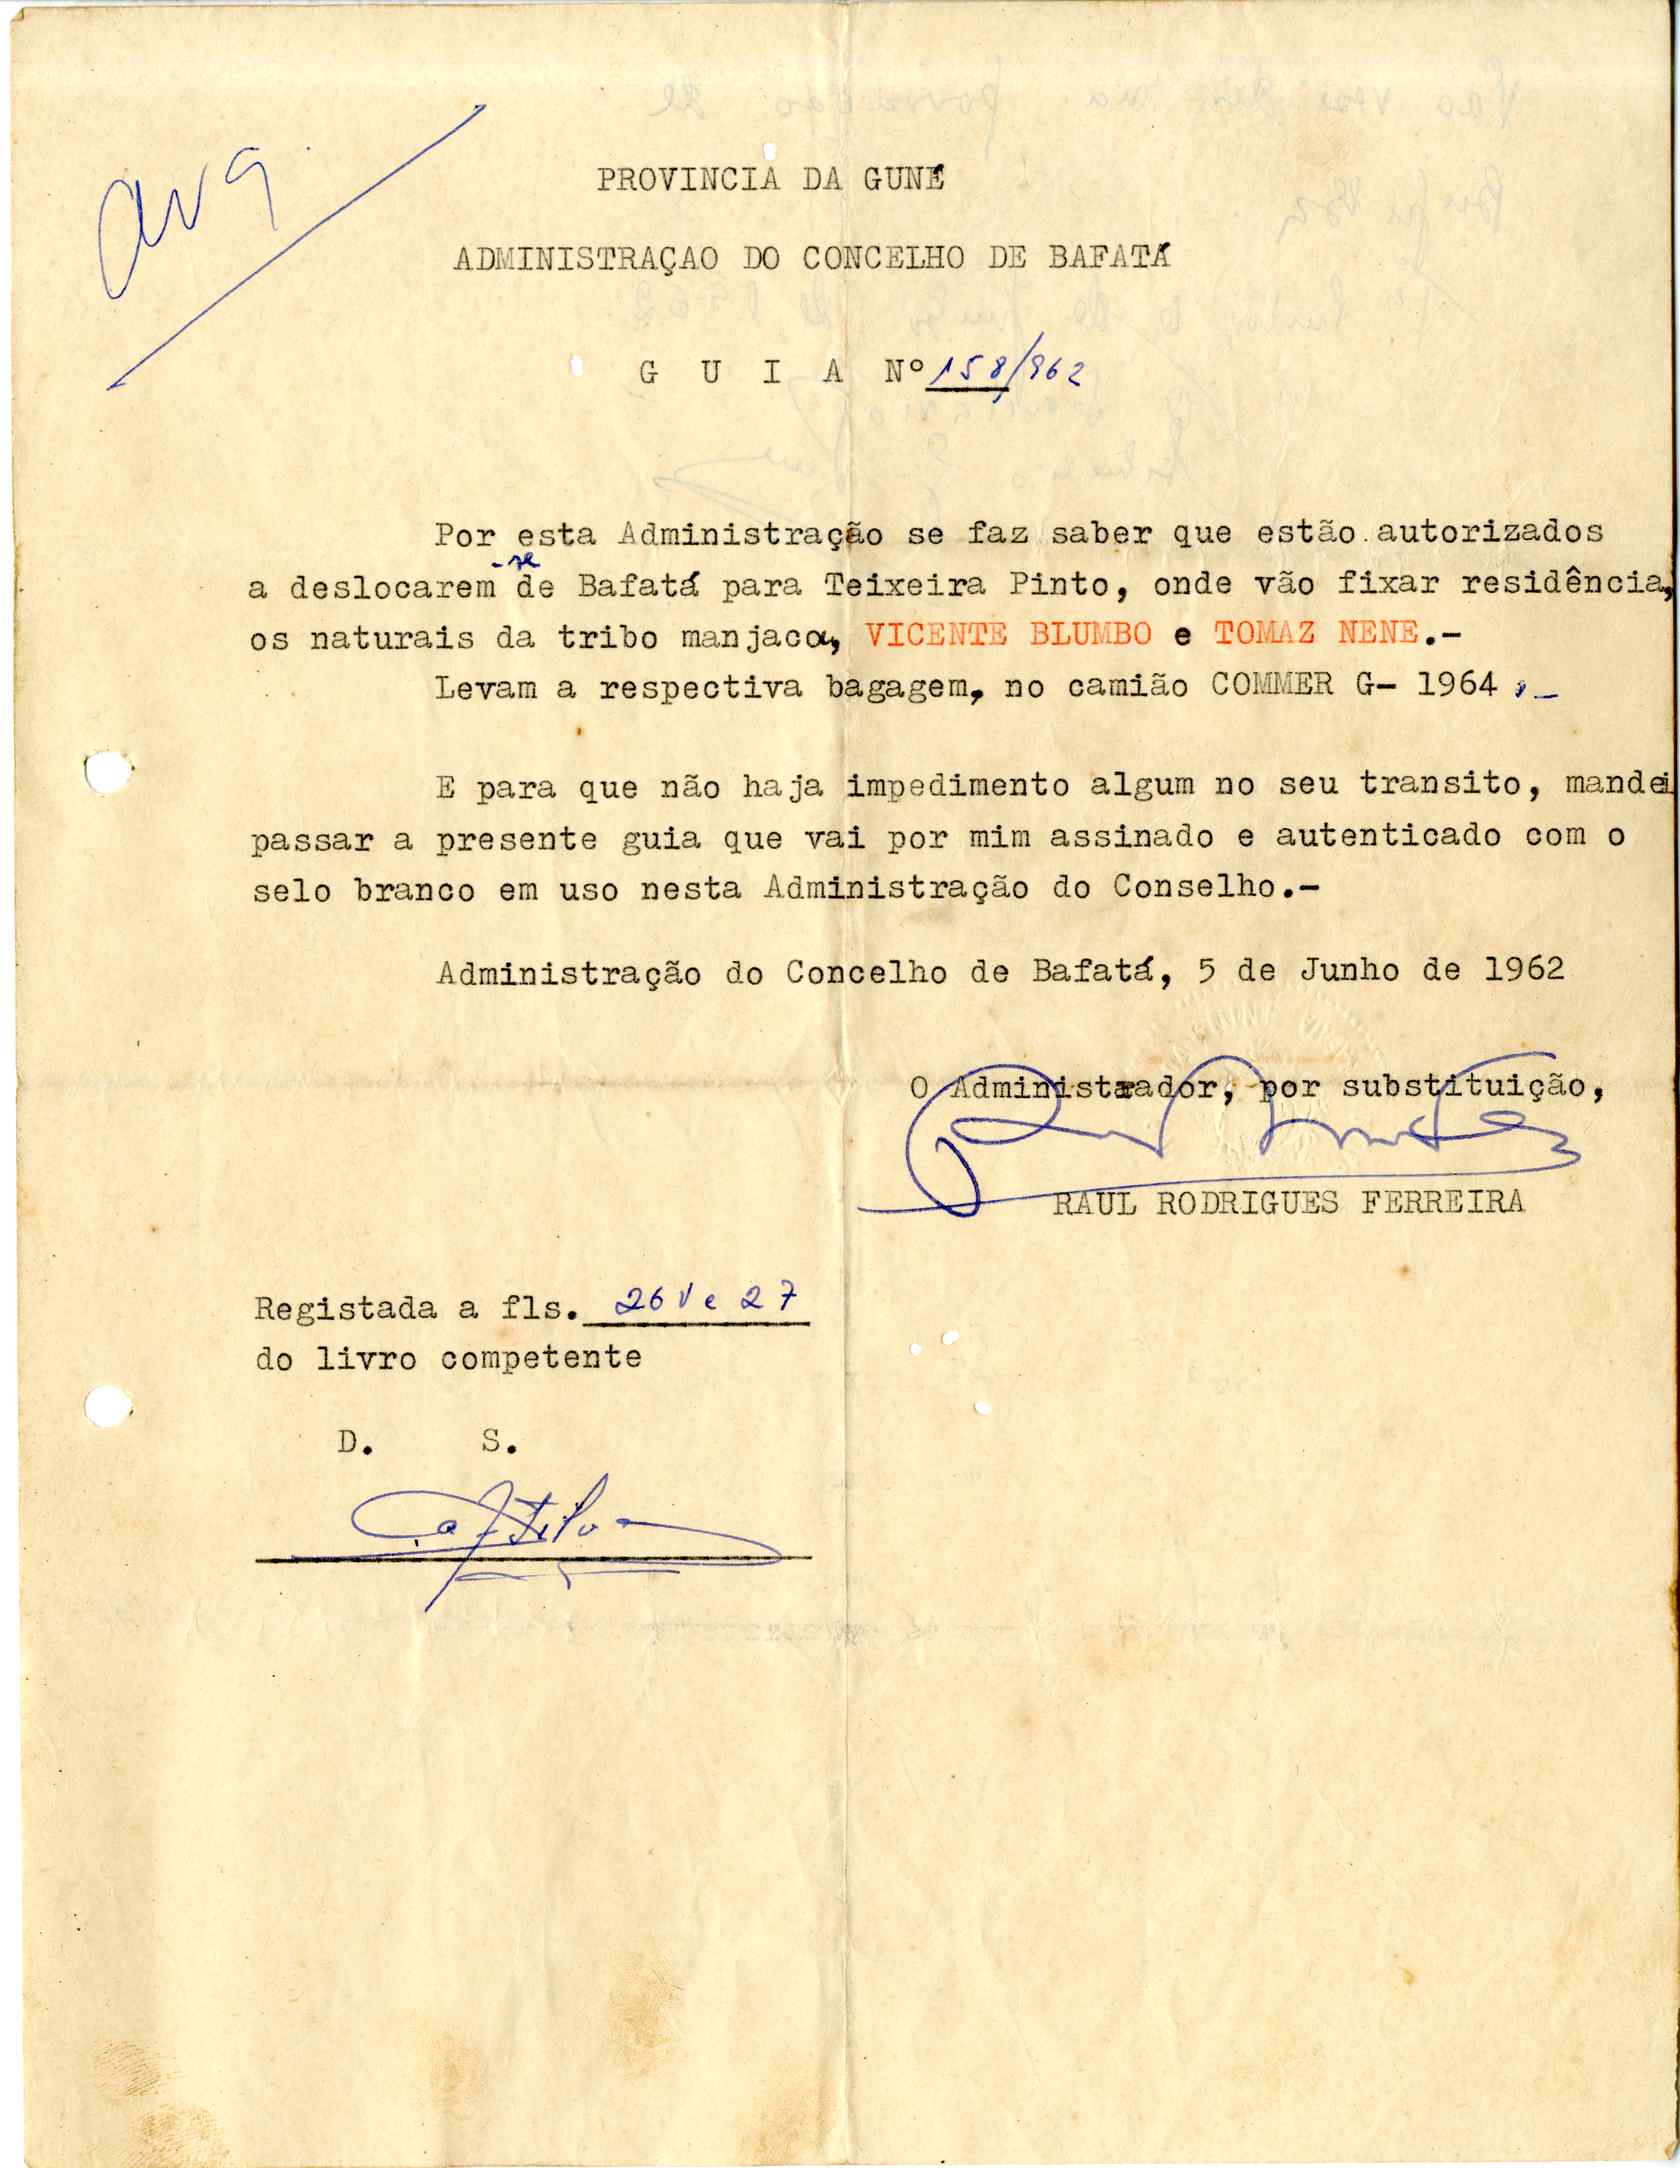 arq.
PROVINCIA DA GUNÉ
ADMINISTRAÇAO DO CONCELHO DE BAFATÁ
G U I A Nº 158/962
Por esta Administração se faz saber que estão autorizados
a deslocarem-se de Bafatá para Teixeira Pinto, onde vão fixar residência,
os naturais da tribo manjaca, VICENTE BLUMBO e TOMAZ NENE.-
Levam a respectiva bagagem, no camião COMMER G- 1964.-
E para que não haja impedimento algum no seu transito, mandei
passar a presente guia que vai por mim assinado e autenticado com o
selo branco em uso nesta Administração do Conselho.-
Administração do Concelho de Bafatá, 5 de Junho de 1962
O Administrador, por substituição,
RAUL RODRIGUES FERREIRA
Registada a fls. 26 V e 27
do livro competente
D. S.